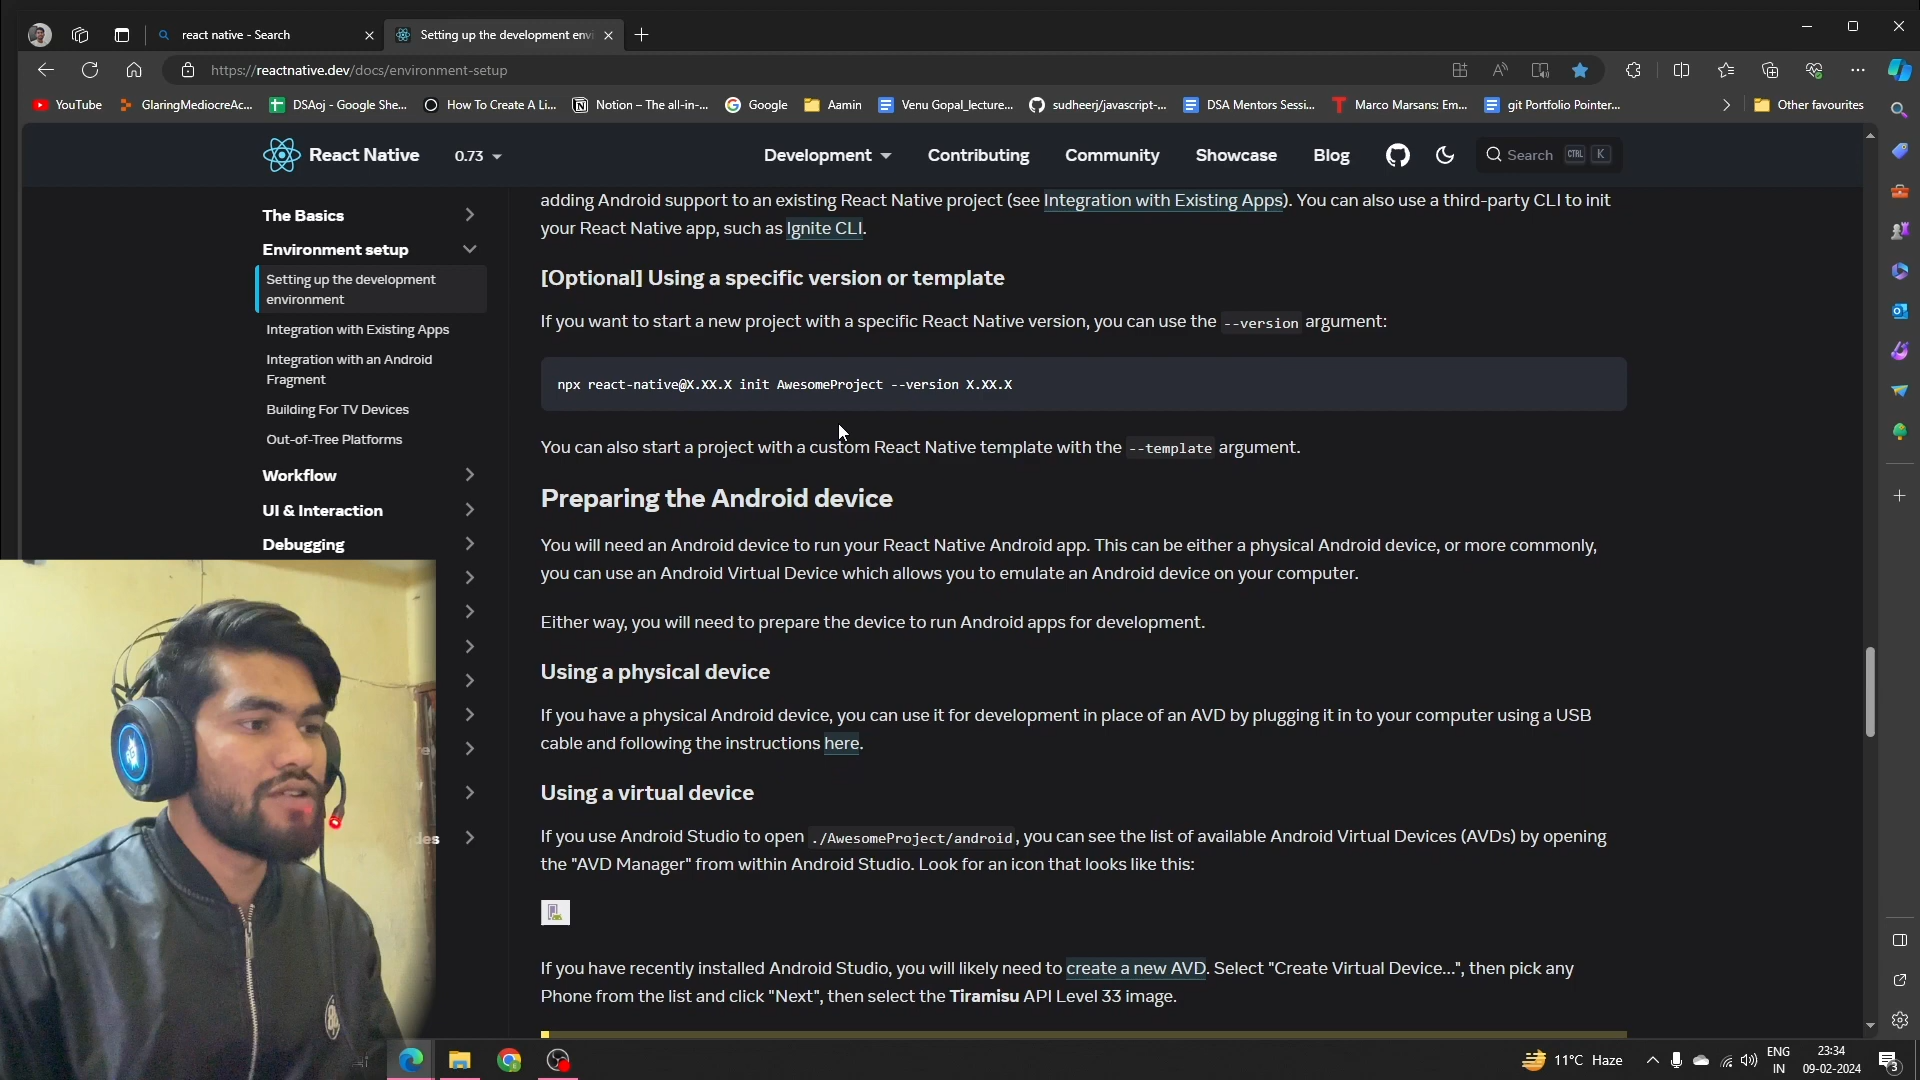 react native - Search
Setting up the development envi
https://reactnative.dev/docs/environment-setup
YouTube
GlaringMediocreAc...
DSAoj - Google She...
How To Create A Li...
Notion – The all-in-...
Google
Aamin
Venu Gopal_lecture...
sudheerj/javascript-...
DSA Mentors Sessi...
Marco Marsans: Em...
git Portfolio Pointer...
Other favourites
React Native
0.73
Development
Contributing
Community
Showcase
Blog
Search
CTRL
K
The Basics
Environment setup
Setting up the development
environment
Integration with Existing Apps
Integration with an Android
Fragment
Building For TV Devices
Out-of-Tree Platforms
Workflow
UI & Interaction
Debugging
adding Android support to an existing React Native project (see Integration with Existing Apps). You can also use a third-party CLI to init
your React Native app, such as Ignite CLI.
[Optional] Using a specific version or template
If you want to start a new project with a specific React Native version, you can use the --version argument:
npx react-native@X.XX.X init AwesomeProject --version X.XX.X
You can also start a project with a custom React Native template with the --template argument.
Preparing the Android device
You will need an Android device to run your React Native Android app. This can be either a physical Android device, or more commonly,
you can use an Android Virtual Device which allows you to emulate an Android device on your computer.
Either way, you will need to prepare the device to run Android apps for development.
Using a physical device
If you have a physical Android device, you can use it for development in place of an AVD by plugging it in to your computer using a USB
cable and following the instructions here.
Using a virtual device
If you use Android Studio to open ./AwesomeProject/android, you can see the list of available Android Virtual Devices (AVDs) by opening
the "AVD Manager" from within Android Studio. Look for an icon that looks like this:
If you have recently installed Android Studio, you will likely need to create a new AVD. Select "Create Virtual Device...", then pick any
Phone from the list and click "Next", then select the Tiramisu API Level 33 image.
11°C Haze
ENG
IN
23:34
09-02-2024
3